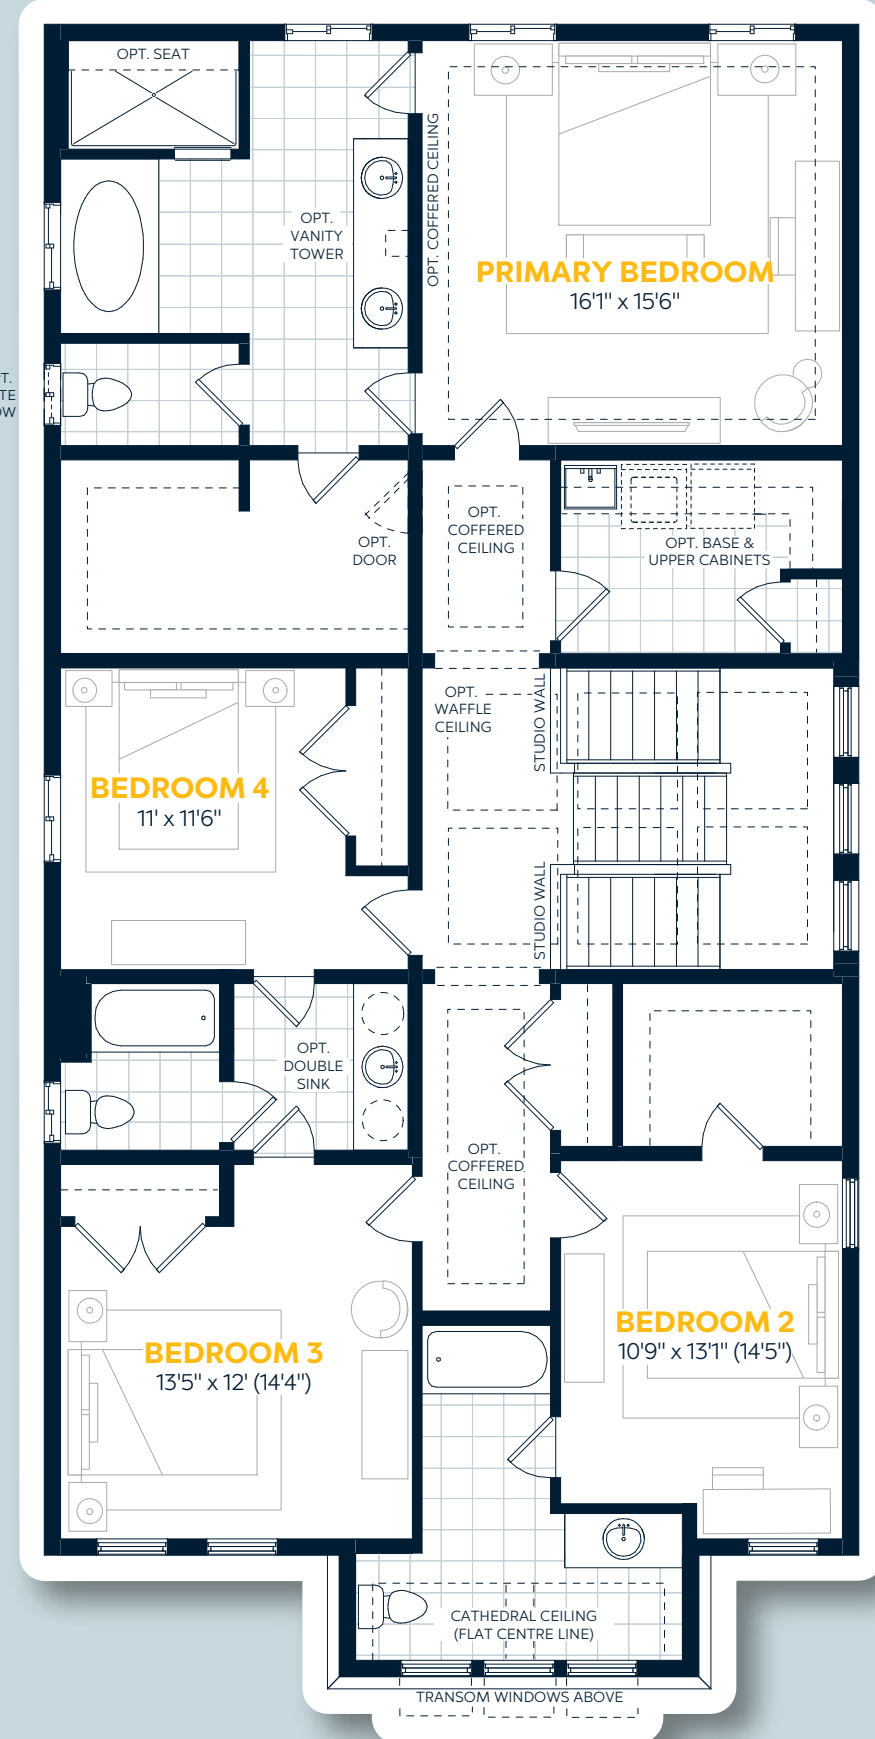 OPT. SEAT
OPT. COFFERED CEILING
OPT.
VANITY
TOWER
PRIMARY BEDROOM
16'1" x 15'6"
OPT.
DOOR
OPT.
COFFERED
CEILING
OPT. BASE &
UPPER CABINETS
OPT.
WAFFLE
CEILING
STUDIO WALL
BEDROOM 4
11' x 11'6"
STUDIO WALL
OPT.
DOUBLE
SINK
OPT.
COFFERED
CEILING
BEDROOM 3
13'5" x 12' (14'4")
BEDROOM 2
10'9" x 13'1" (14'5")
CATHEDRAL CEILING
(FLAT CENTRE LINE)
TRANSOM WINDOWS ABOVE